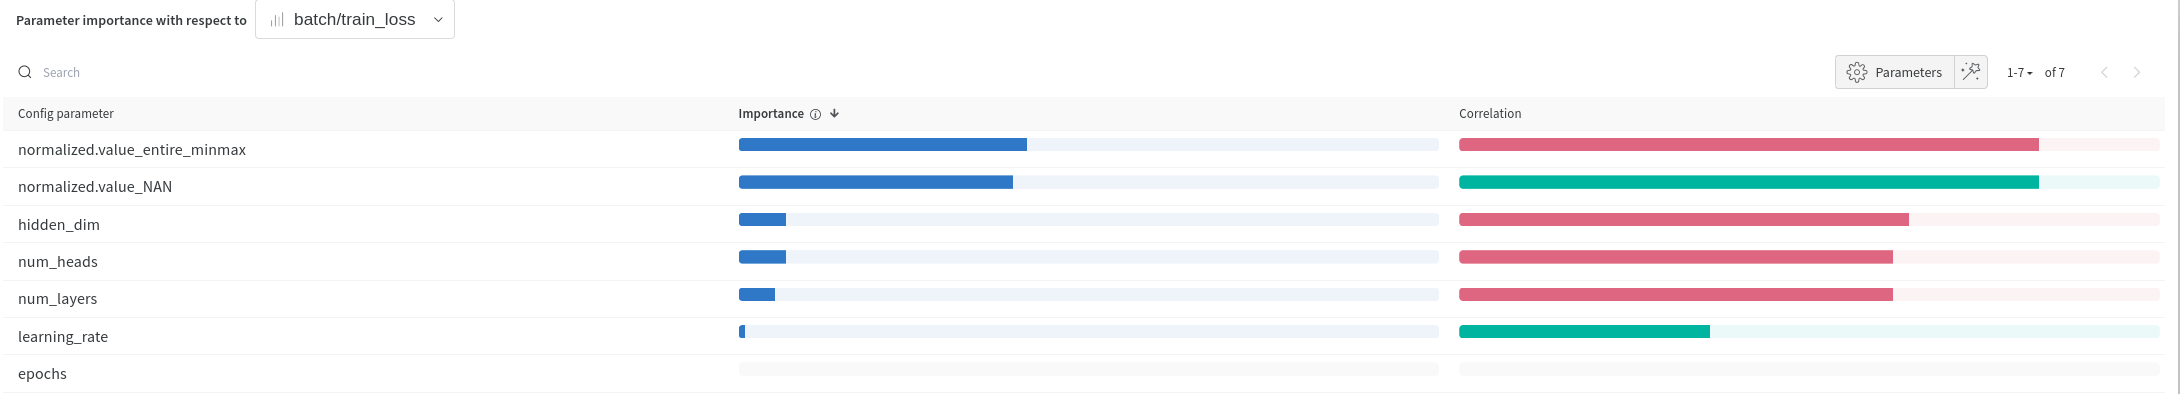 Parameter importance with respect to batch/train_loss
Search Parameters 1-7 of 7
Config parameter Importance Correlation
normalized.value_entire_minmax
normalized.value_NAN
hidden_dim
num_heads
num_layers
learning_rate
epochs